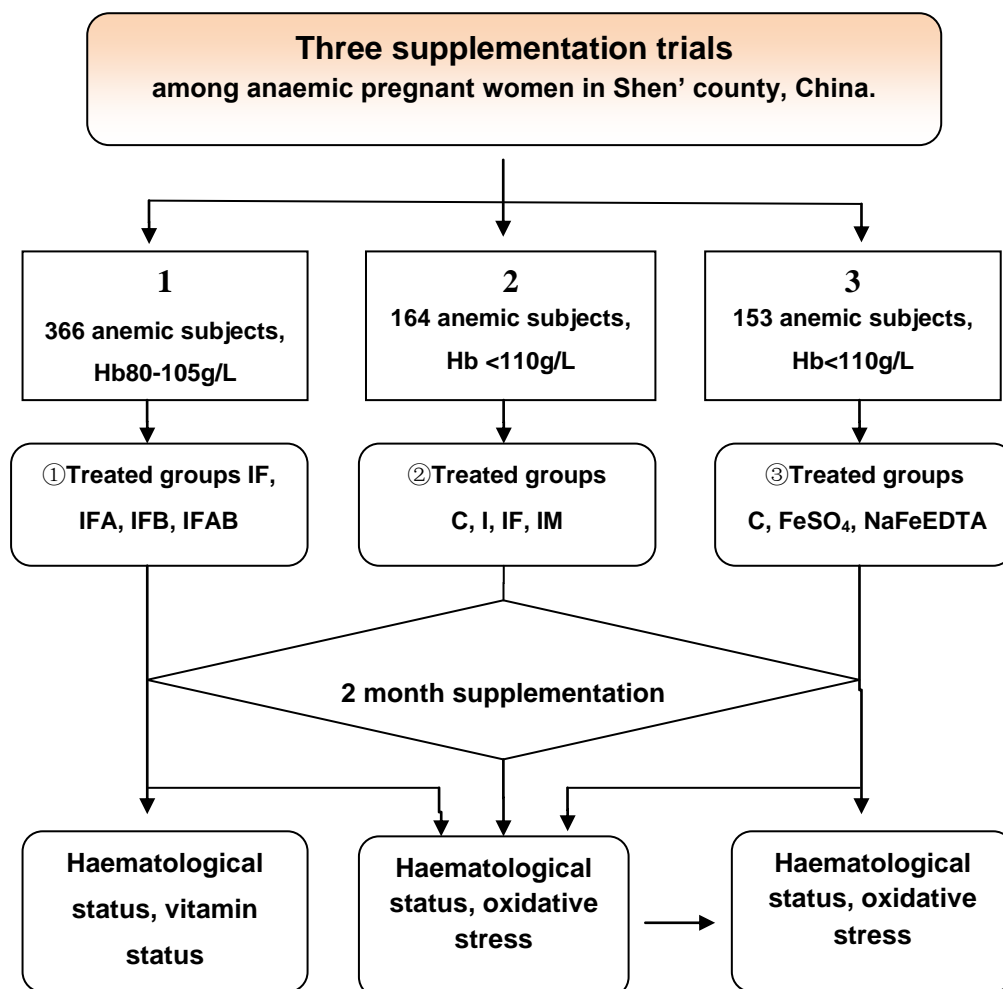 Three supplementation trials
among anaemic pregnant women in Shen' county, China.
1
366 anemic subjects,
Hb80-105g/L
2
164 anemic subjects,
Hb <110g/L
3
153 anemic subjects,
Hb<110g/L
①Treated groups IF,
IFA, IFB, IFAB
②Treated groups
C, I, IF, IM
③Treated groups
C, FeSO₄, NaFeEDTA
2 month supplementation
Haematological
status, vitamin
status
Haematological
status, oxidative
stress
Haematological
status, oxidative
stress